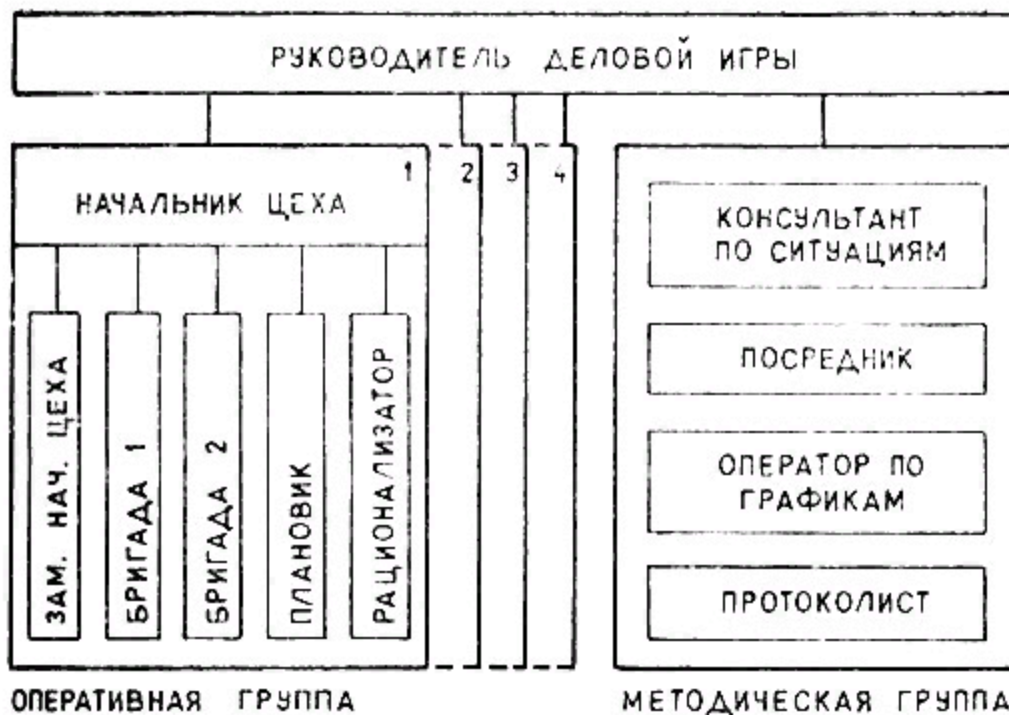 РУКОВОДИТЕЛЬ ДЕЛОВОЙ ИГРЫ
1
2
3
4
НАЧАЛЬНИК ЦЕХА
ЗАМ. НАЧ. ЦЕХА
БРИГАДА 1
БРИГАДА 2
ПЛАНОВИК
РАЦИОНАЛИЗАТОР
ОПЕРАТИВНАЯ ГРУППА
КОНСУЛЬТАНТ
ПО СИТУАЦИЯМ
ПОСРЕДНИК
ОПЕРАТОР ПО
ГРАФИКАМ
ПРОТОКОЛИСТ
МЕТОДИЧЕСКАЯ ГРУППА